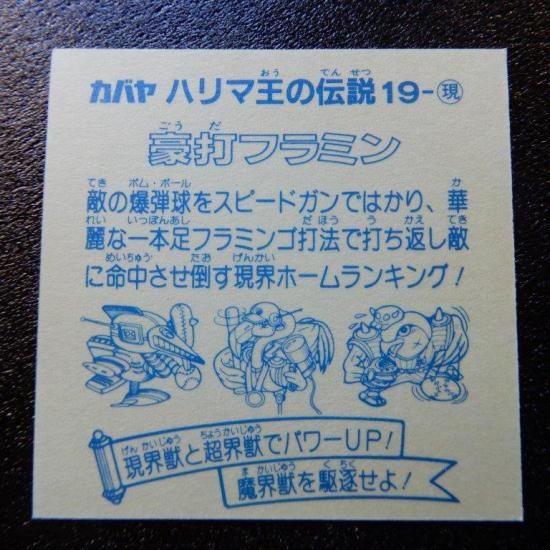 カバヤ ハリマ王の伝説 19-現
豪打フラミン
敵の爆弾球をスピードガンではかり、華
麗な一本足フラミンゴ打法で打ち返し敵
に命中させ倒す現界ホームランキング！
現界獣と超界獣でパワーUP！
魔界獣を駆逐せよ！